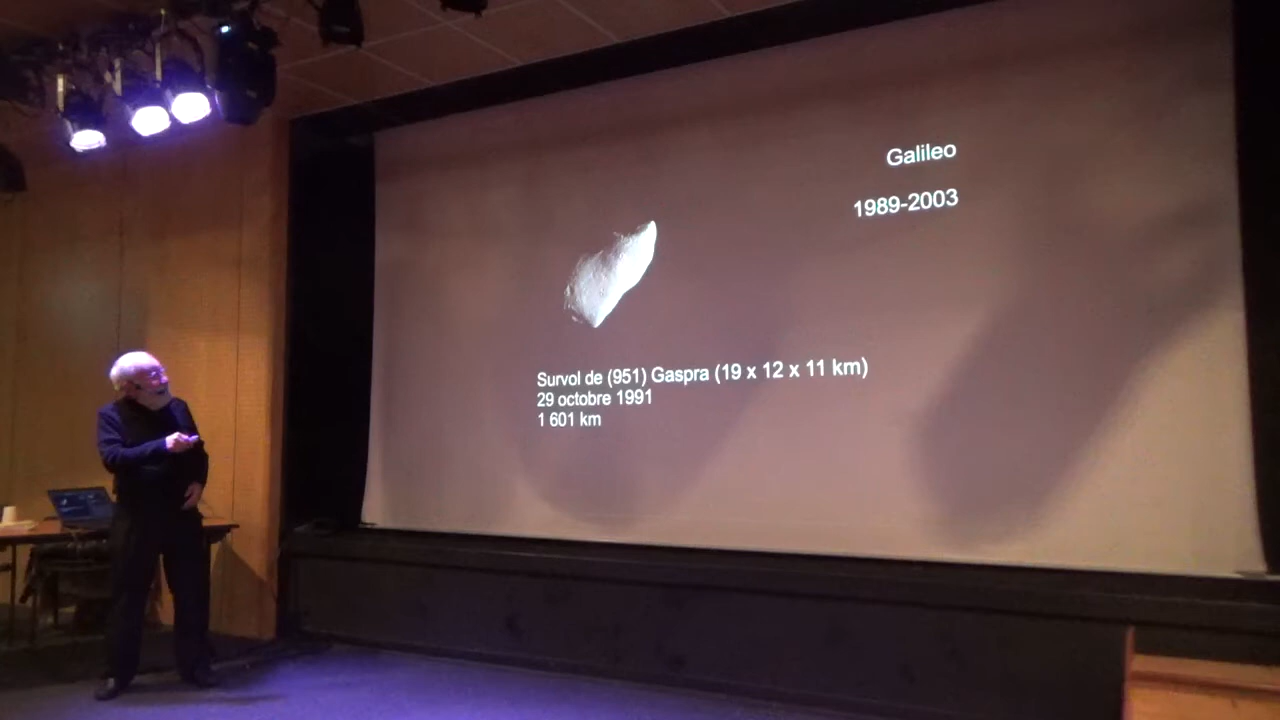 Galileo
1989-2003
Survol de (951) Gaspra (19 x 12 x 11 km)
29 octobre 1991
1 601 km